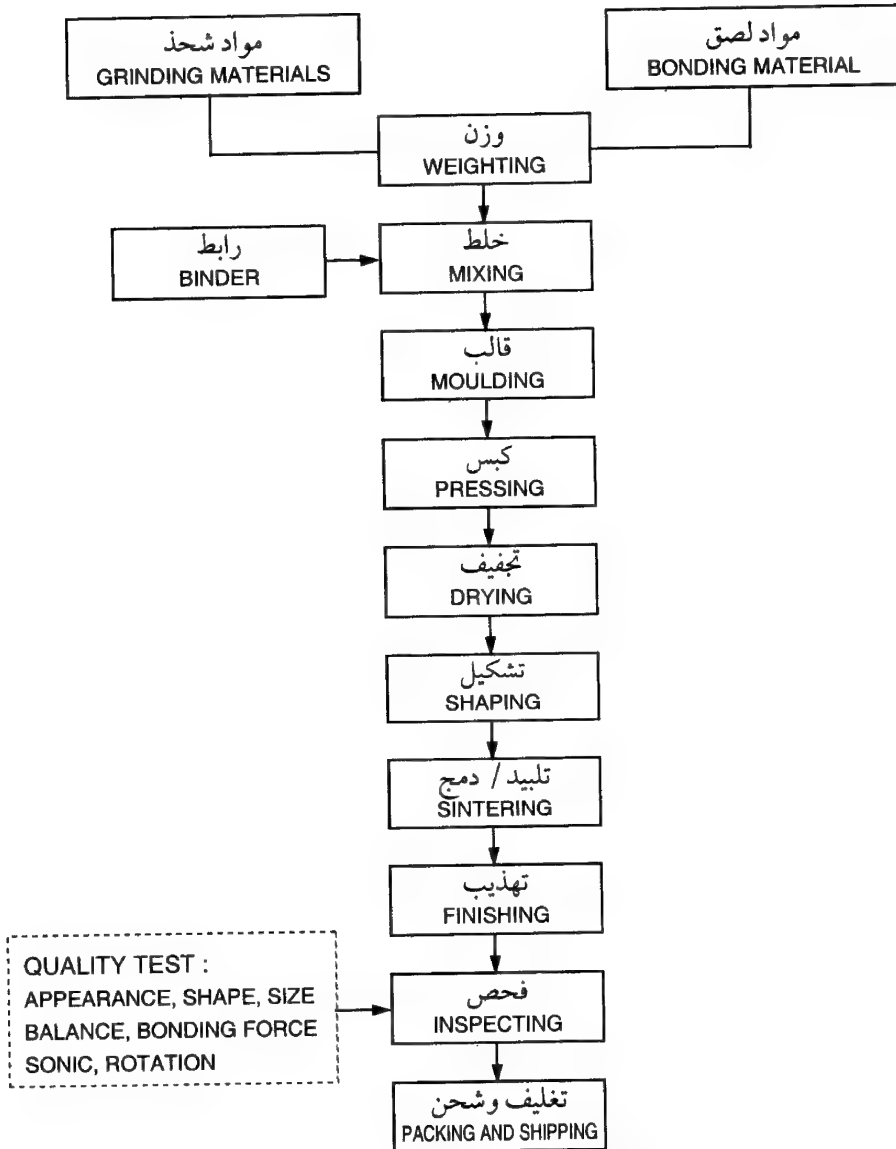 مواد شحذ
GRINDING MATERIALS
مواد لصق
BONDING MATERIAL
وزن
WEIGHTING
رابط
BINDER
خلط
MIXING
قالب
MOULDING
كبس
PRESSING
تجفيف
DRYING
تشكيل
SHAPING
تلبيد / دمج
SINTERING
تهذيب
FINISHING
QUALITY TEST :
APPEARANCE, SHAPE, SIZE
BALANCE, BONDING FORCE
SONIC, ROTATION
فحص
INSPECTING
تغليف وشحن
PACKING AND SHIPPING